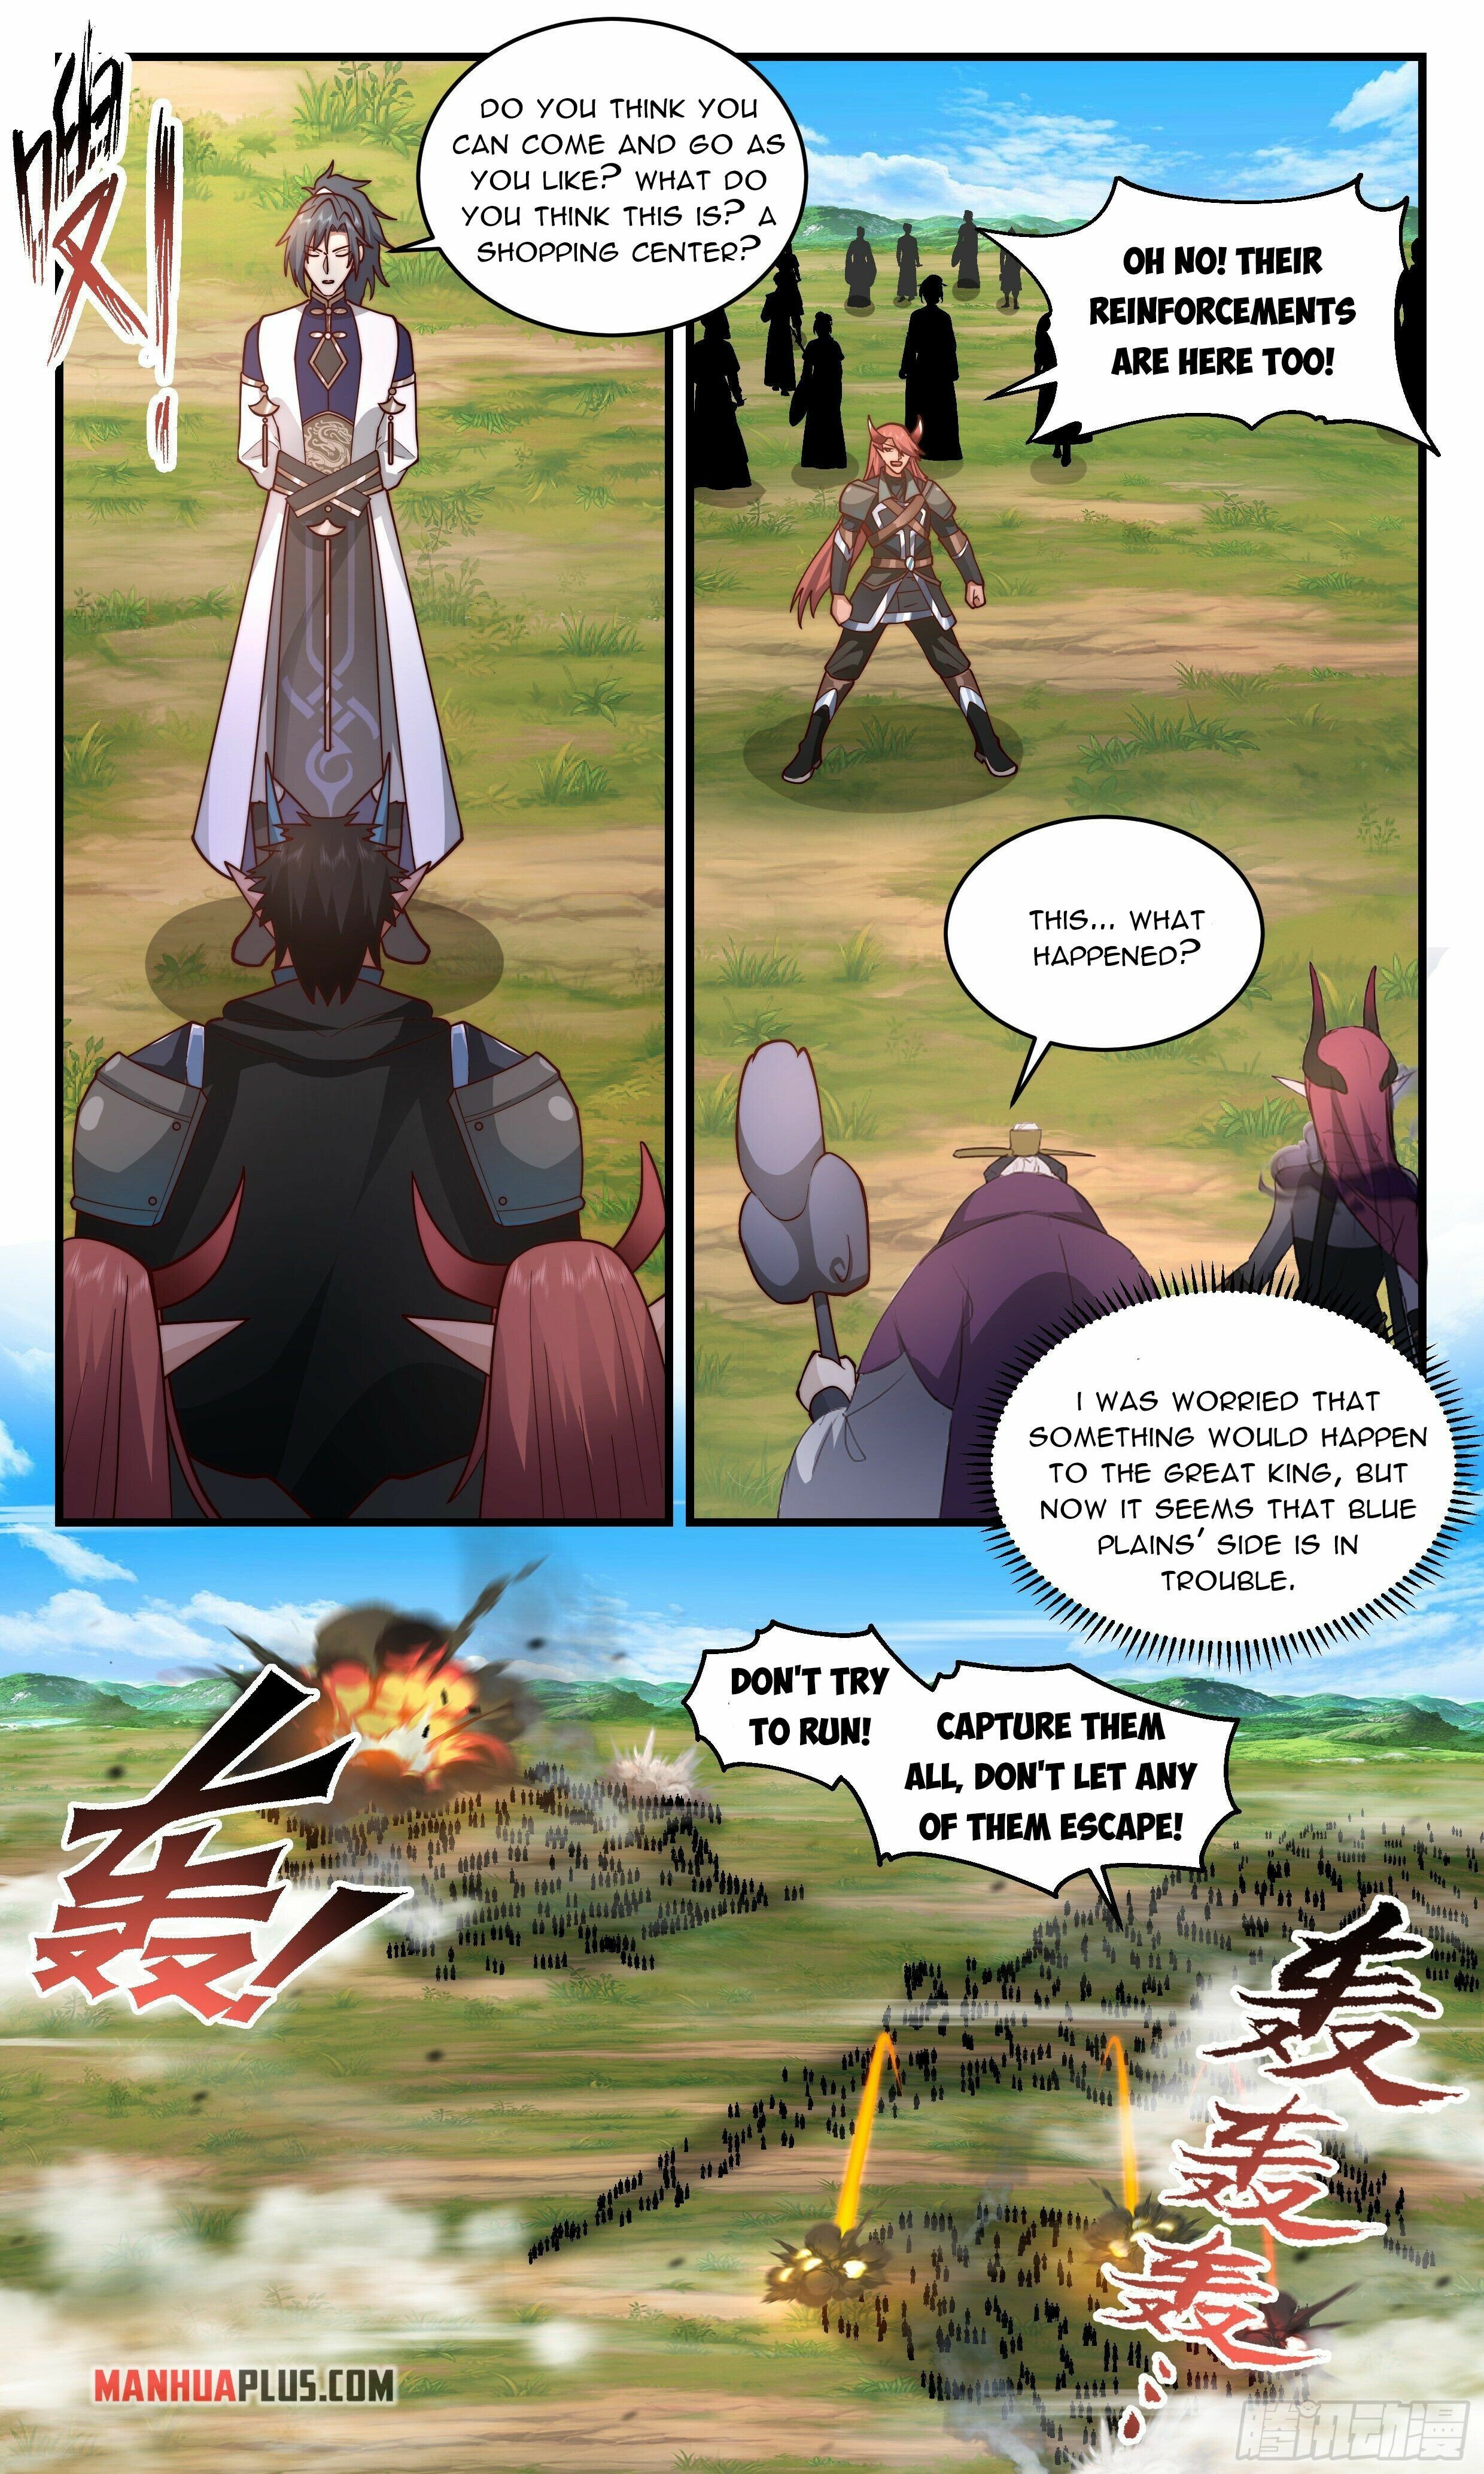 嗖!
DO YOU THINK YOU
CAN COME AND GO AS
YOU LIKE? WHAT DO
YOU THINK THIS IS? A
SHOPPING CENTER?
OH NO! THEIR
REINFORCEMENTS
ARE HERE TOO!
THIS... WHAT
HAPPENED?
I WAS WORRIED THAT
SOMETHING WOULD HAPPEN
TO THE GREAT KING, BUT
NOW IT SEEMS THAT BLUE
PLAINS' SIDE IS IN
TROUBLE.
DON'T TRY
TO RUN!
CAPTURE THEM
ALL, DON'T LET ANY
OF THEM ESCAPE!
轰!
轰
轰
轰
MANHUAPLUS.COM
腾讯动漫